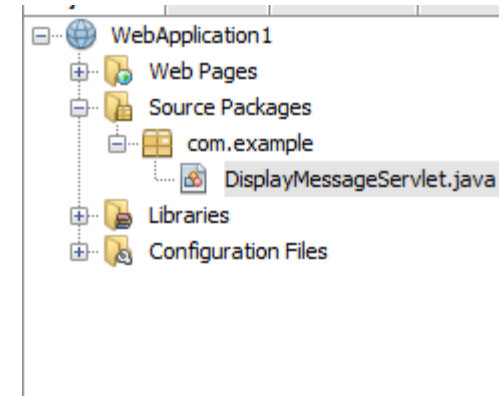 WebApplication1
Web Pages
Source Packages
com.example
DisplayMessageServlet.java
Libraries
Configuration Files